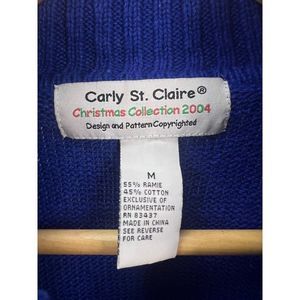 Carly St. Claire®
Christmas Collection 2004
Design and Pattern Copyrighted
M
55% RAMIE
45% COTTON
EXCLUSIVE OF
ORNAMENTATION
RN 83437
MADE IN CHINA
SEE REVERSE
FOR CARE